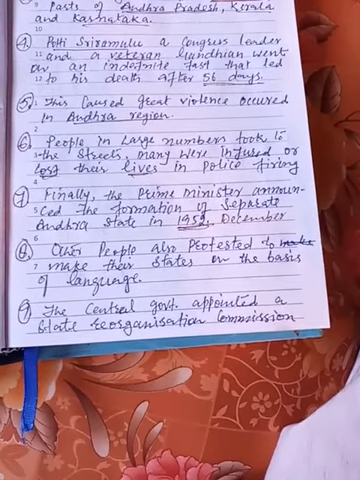 Parts of Andhra Pradesh, Kerala
and Karnataka.
④ Potti Sriramulu a Congress leader
and a veteran Gandhian went
on an indefinite fast that led
to his death after 56 days.
⑤ This caused great violence occured
in Andhra region.
⑥ People in large numbers took to
the streets, many were injused or
lost their lives in police firing
⑦ Finally, the Prime Minister announ-
ced the formation of separate
Andhra state in 1952, December
⑧ Other People also Protested to
make their states on the basis
of language.
⑨ The central govt. appointed a
State Reorganisation Commission